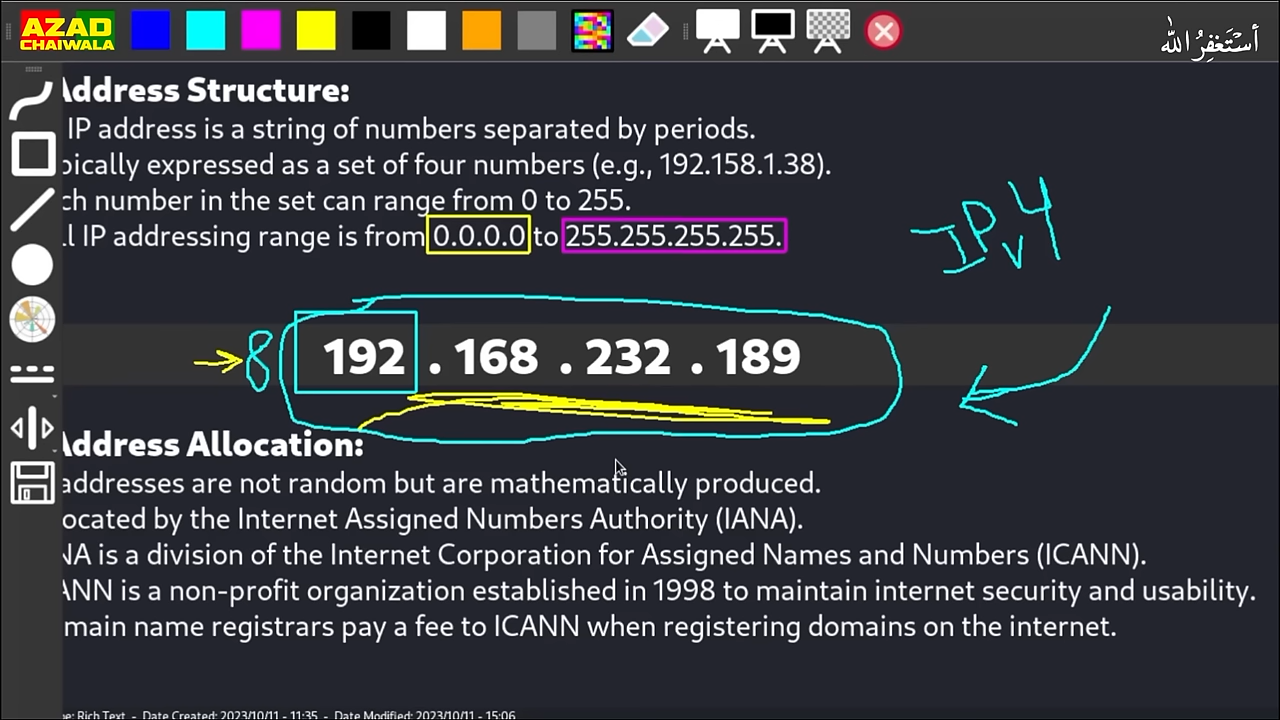 AZAD
CHAIWALA
أستغفر الله
Address Structure:
IP address is a string of numbers separated by periods.
pically expressed as a set of four numbers (e.g., 192.158.1.38).
ch number in the set can range from 0 to 255.
ll IP addressing range is from 0.0.0.0 to 255.255.255.255.
IPv4
8 192 . 168 . 232 . 189
Address Allocation:
addresses are not random but are mathematically produced.
ocated by the Internet Assigned Numbers Authority (IANA).
NA is a division of the Internet Corporation for Assigned Names and Numbers (ICANN).
ANN is a non-profit organization established in 1998 to maintain internet security and usability.
main name registrars pay a fee to ICANN when registering domains on the internet.
e: Rich Text - Date Created: 2023/10/11 - 11:35 - Date Modified: 2023/10/11 - 15:06